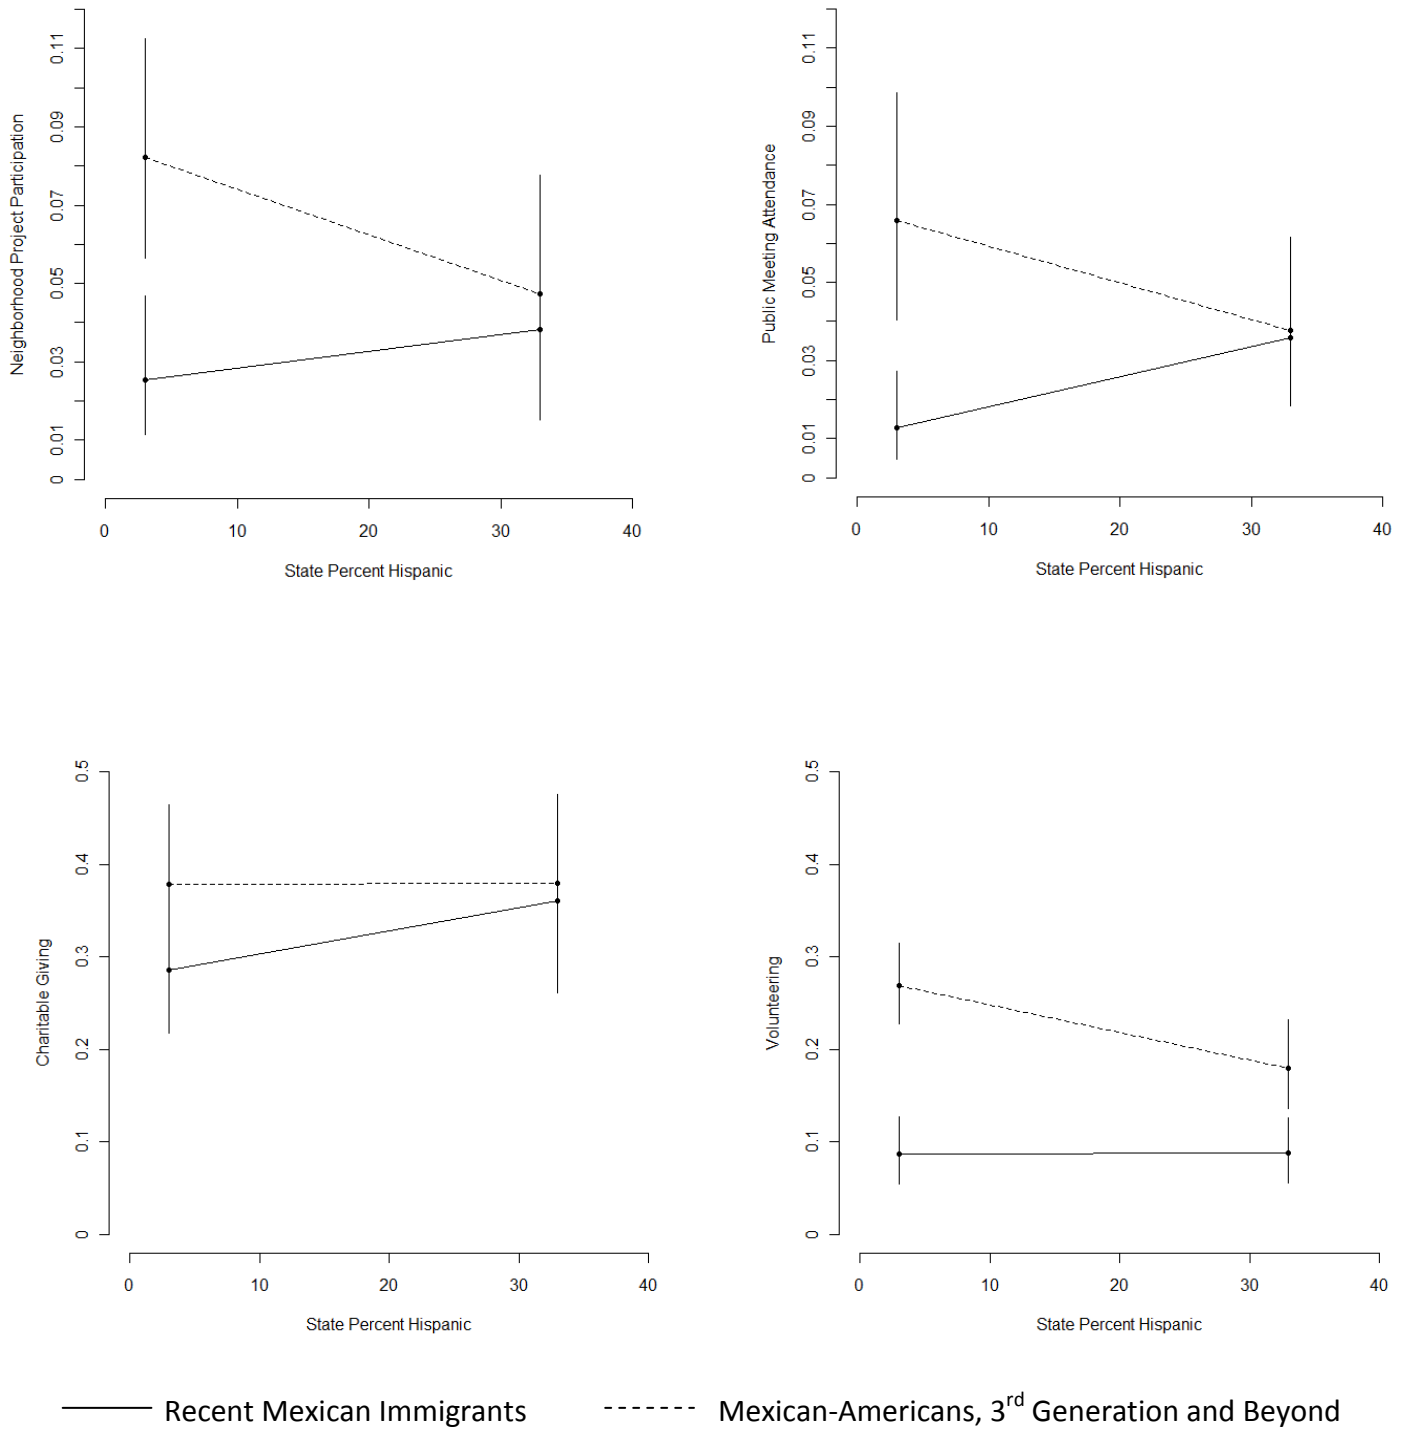 Neighborhood Project Participation
0.11
0.09
0.07
0.05
0.03
0.01
0
0 10 20 30 40
State Percent Hispanic
Public Meeting Attendance
0.11
0.09
0.07
0.05
0.03
0.01
0
0 10 20 30 40
State Percent Hispanic
Charitable Giving
0.5
0.4
0.3
0.2
0.1
0
0 10 20 30 40
State Percent Hispanic
Volunteering
0.5
0.4
0.3
0.2
0.1
0
0 10 20 30 40
State Percent Hispanic
Recent Mexican Immigrants
Mexican-Americans, 3rd Generation and Beyond